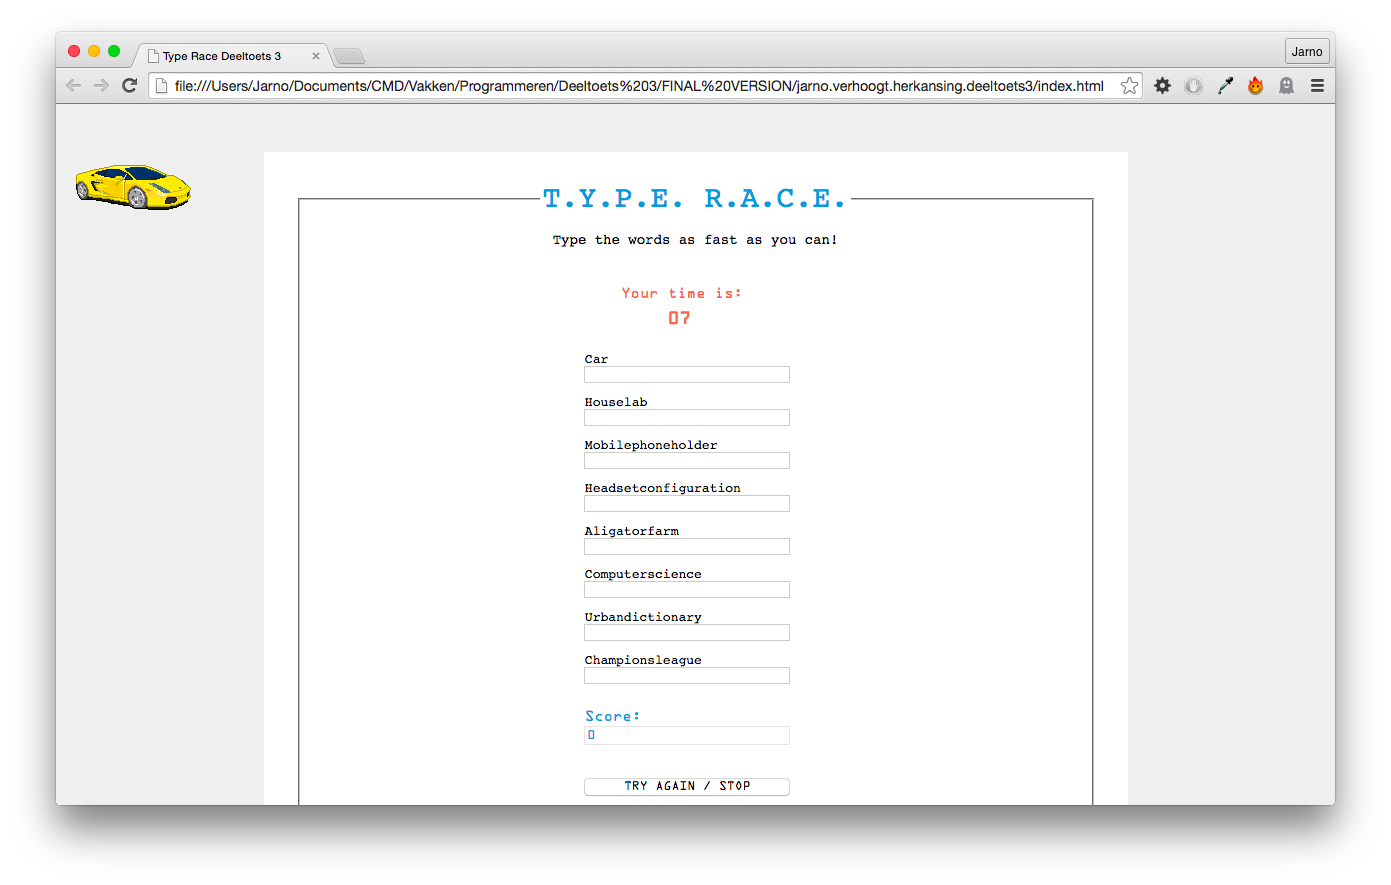 Type Race Deeltoets 3
Jarno
file:///Users/Jarno/Documents/CMD/Vakken/Programmeren/Deeltoets%203/FINAL%20VERSION/jarno.verhoogt.herkansing.deeltoets3/index.html
T.Y.P.E. R.A.C.E.
Type the words as fast as you can!
Your time is:
07
Car
Houselab
Mobilephoneholder
Headsetconfiguration
Aligatorfarm
Computerscience
Urbandictionary
Championsleague
Score:
0
TRY AGAIN / STOP